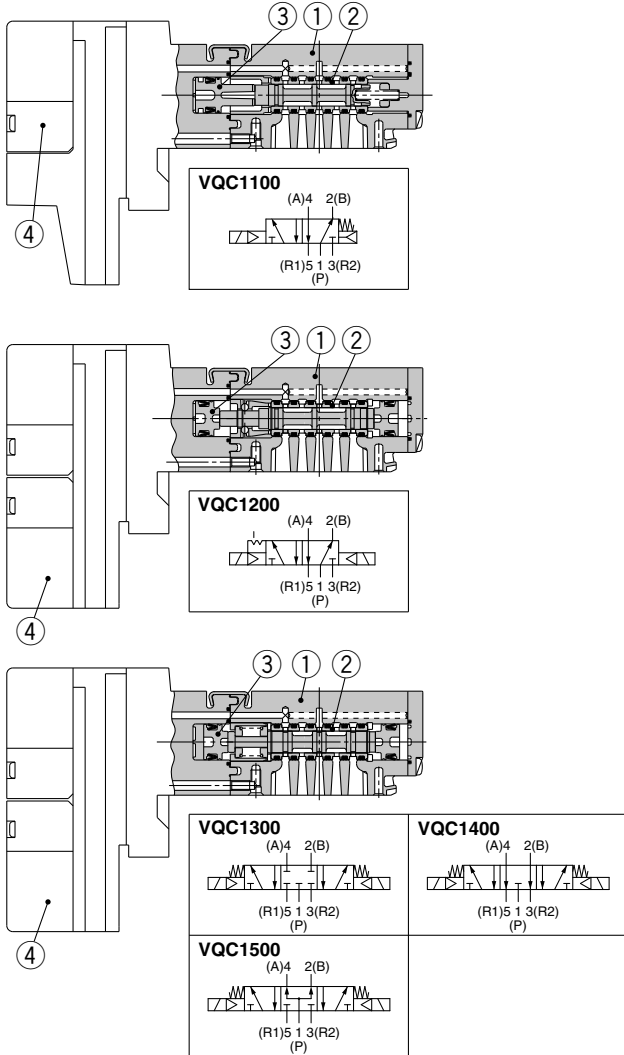 ③ ① ②
④
VQC1100
(A)4 2(B)
(R1)5 1 3(R2)
(P)
③ ① ②
④
VQC1200
(A)4 2(B)
(R1)5 1 3(R2)
(P)
③ ① ②
④
VQC1300
(A)4 2(B)
(R1)5 1 3(R2)
(P)
VQC1400
(A)4 2(B)
(R1)5 1 3(R2)
(P)
VQC1500
(A)4 2(B)
(R1)5 1 3(R2)
(P)